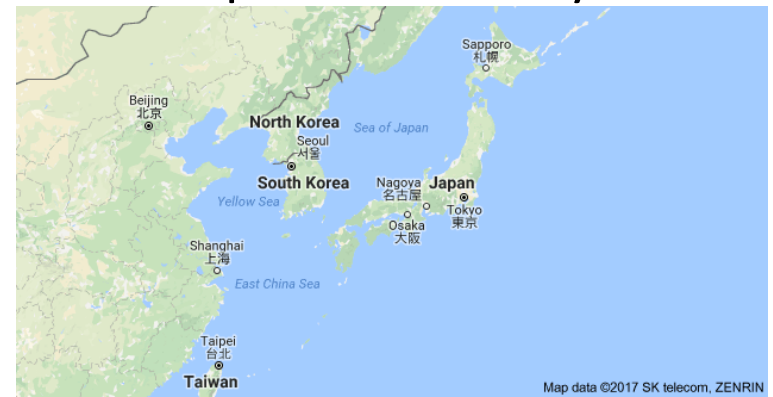 Sapporo
札幌
Beijing
北京
North Korea
Sea of Japan
Seoul
서울
South Korea
Nagoya
名古屋
Japan
Yellow Sea
Tokyo
東京
Osaka
大阪
Shanghai
上海
East China Sea
Taipei
台北
Taiwan
Map data ©2017 SK telecom, ZENRIN